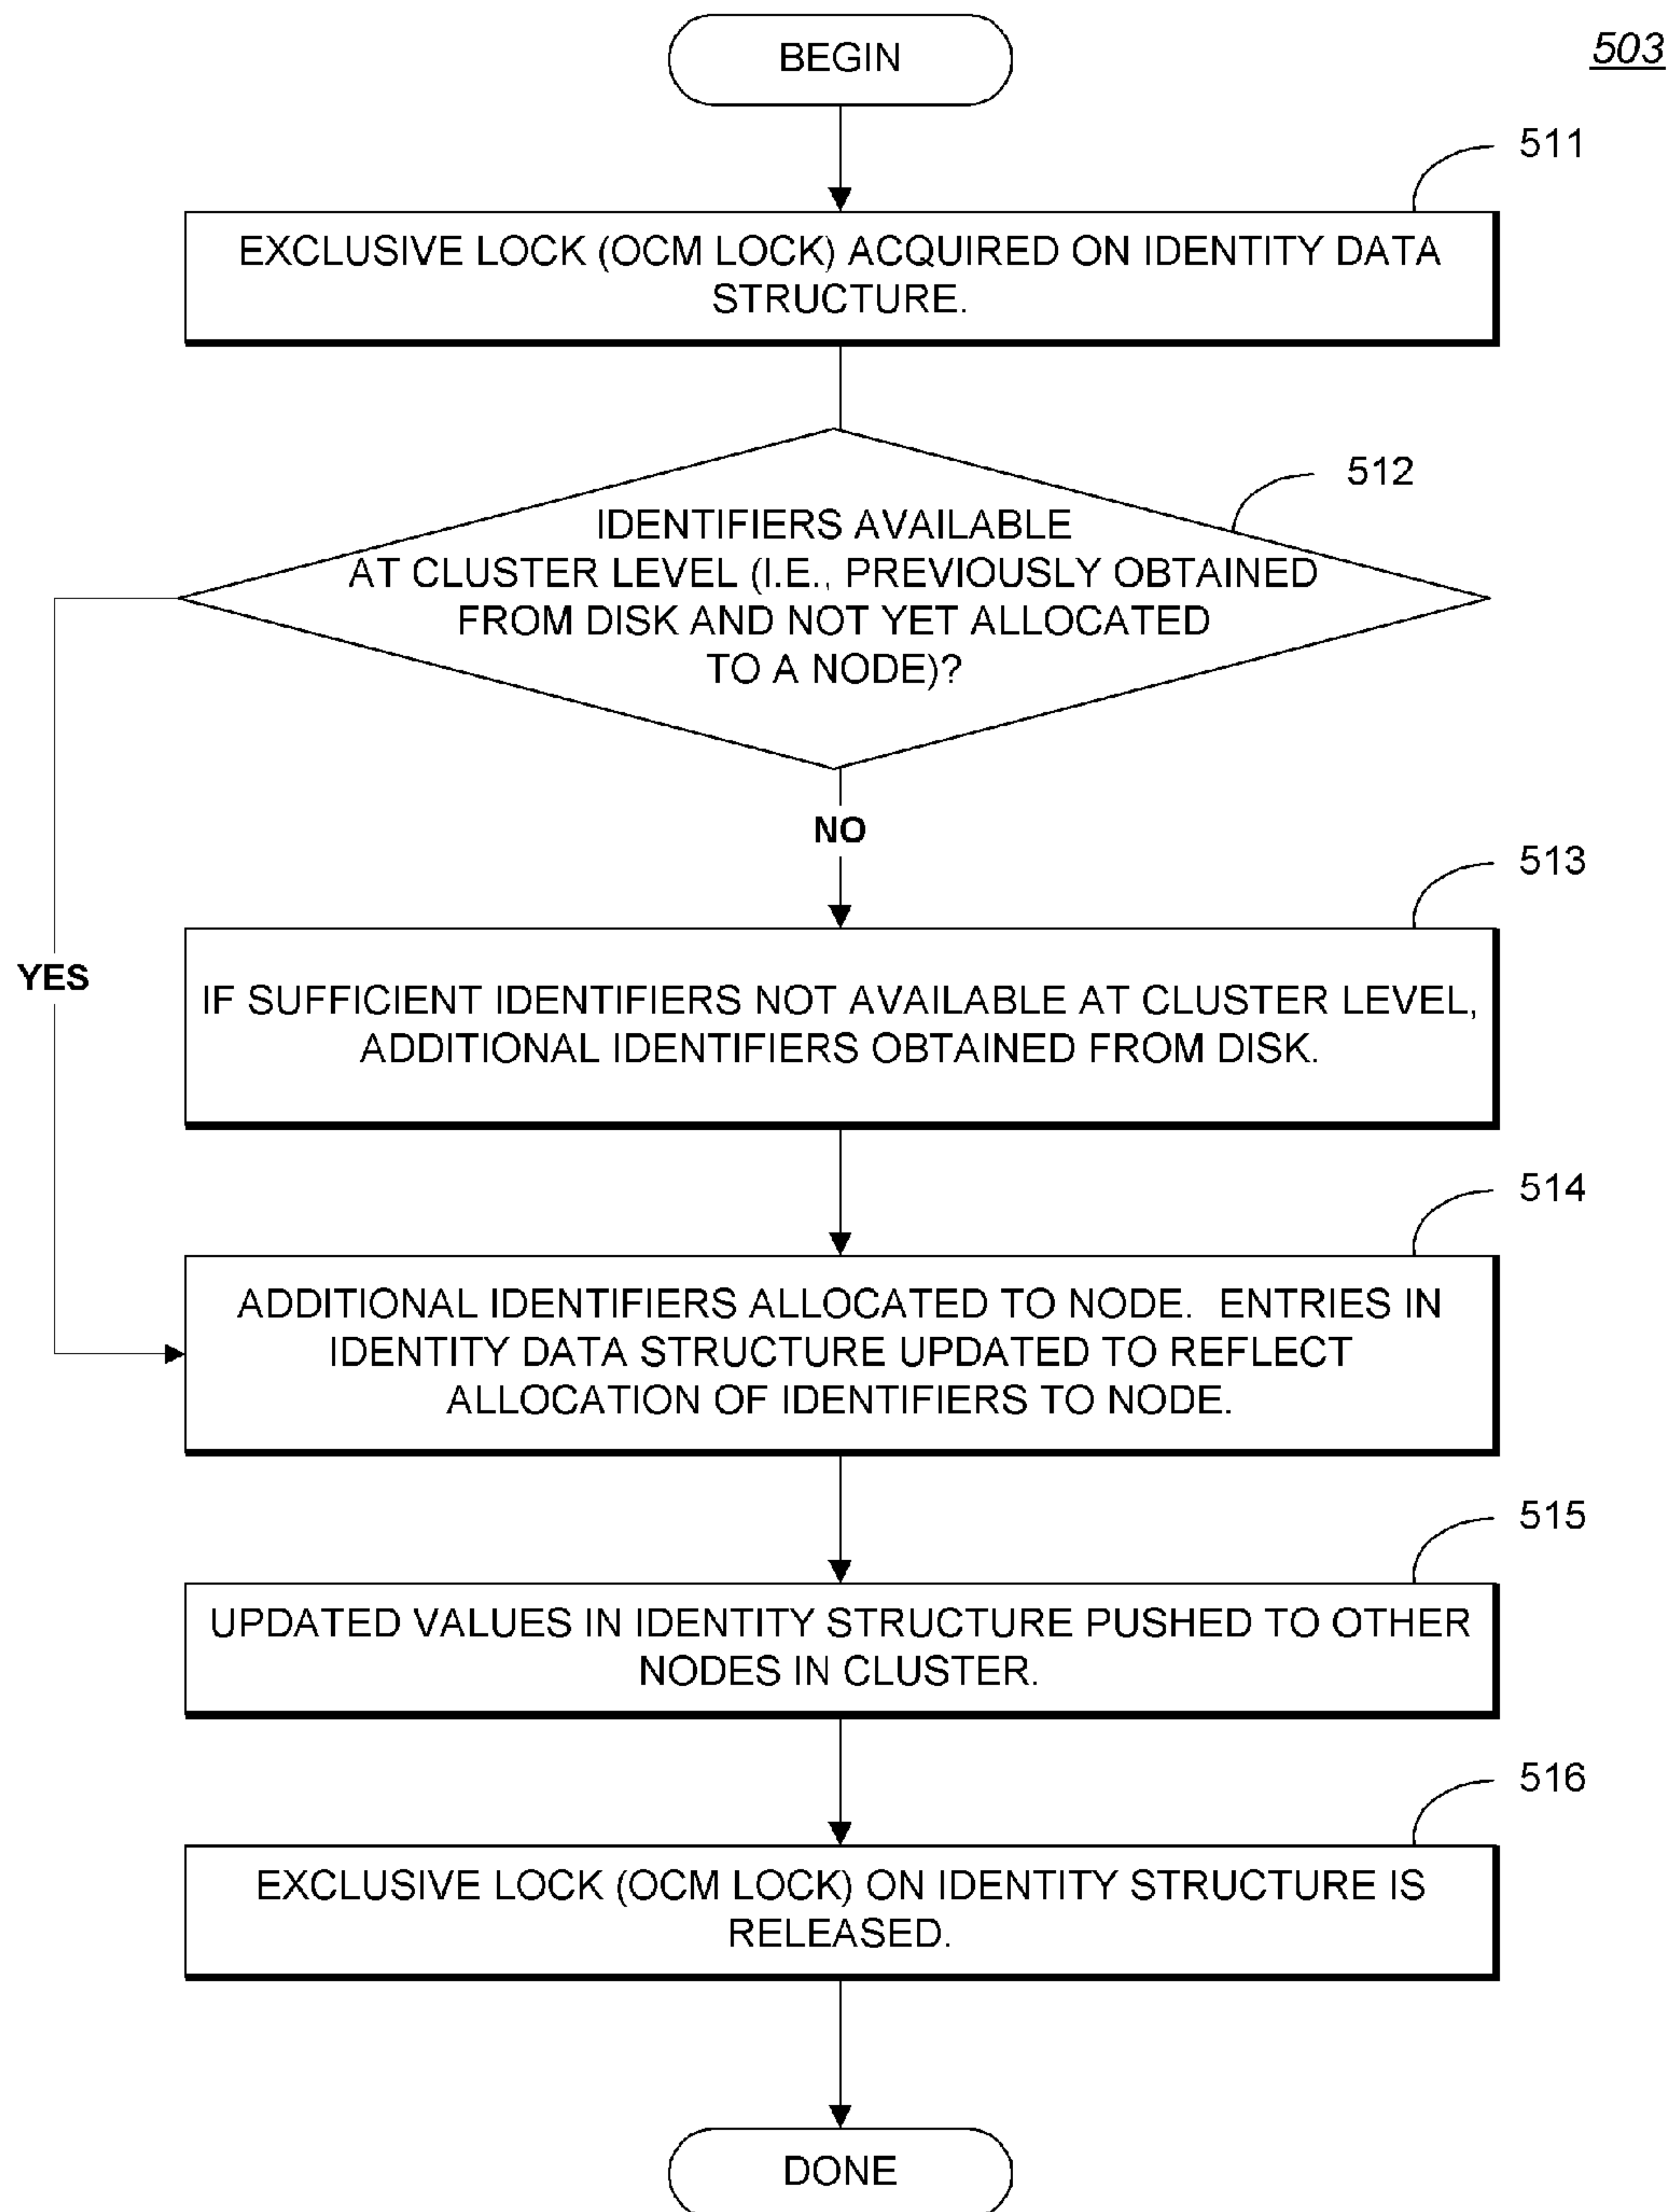 BEGIN
503
511
EXCLUSIVE LOCK (OCM LOCK) ACQUIRED ON IDENTITY DATA
STRUCTURE.
512
IDENTIFIERS AVAILABLE
AT CLUSTER LEVEL (I.E., PREVIOUSLY OBTAINED
FROM DISK AND NOT YET ALLOCATED
TO A NODE)?
NO
YES
513
IF SUFFICIENT IDENTIFIERS NOT AVAILABLE AT CLUSTER LEVEL,
ADDITIONAL IDENTIFIERS OBTAINED FROM DISK.
514
ADDITIONAL IDENTIFIERS ALLOCATED TO NODE. ENTRIES IN
IDENTITY DATA STRUCTURE UPDATED TO REFLECT
ALLOCATION OF IDENTIFIERS TO NODE.
515
UPDATED VALUES IN IDENTITY STRUCTURE PUSHED TO OTHER
NODES IN CLUSTER.
516
EXCLUSIVE LOCK (OCM LOCK) ON IDENTITY STRUCTURE IS
RELEASED.
DONE